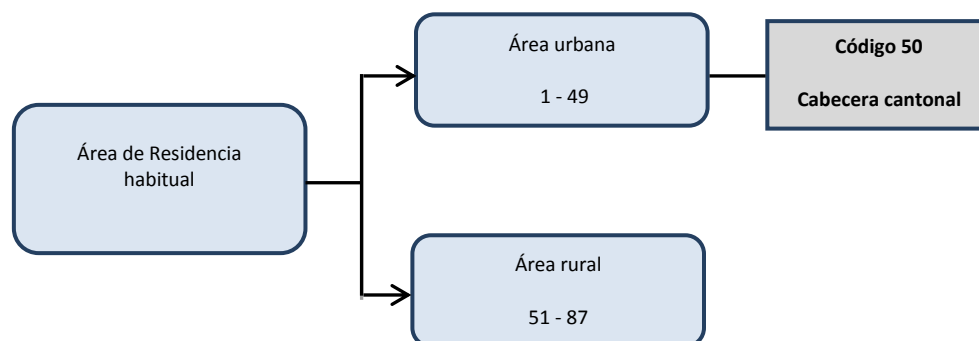 Área de Residencia
habitual
Área urbana
1 - 49
Código 50
Cabecera cantonal
Área rural
51 - 87